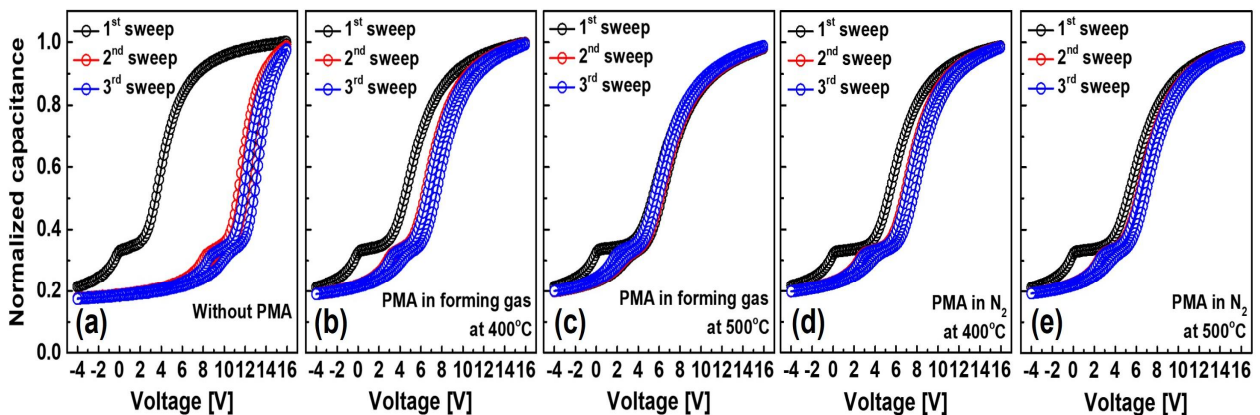 Normalized capacitance
1.0
0.8
0.6
0.4
0.2
0.0
1st sweep
2nd sweep
3rd sweep
(a)
Without PMA
-4 -2 0 2 4 6 8 10 12 14 16
Voltage [V]
1st sweep
2nd sweep
3rd sweep
(b)
PMA in forming gas
at 400°C
-4 -2 0 2 4 6 8 10 12 14 16
Voltage [V]
1st sweep
2nd sweep
3rd sweep
(c)
PMA in forming gas
at 500°C
-4 -2 0 2 4 6 8 10 12 14 16
Voltage [V]
1st sweep
2nd sweep
3rd sweep
(d)
PMA in N2
at 400°C
-4 -2 0 2 4 6 8 10 12 14 16
Voltage [V]
1st sweep
2nd sweep
3rd sweep
(e)
PMA in N2
at 500°C
-4 -2 0 2 4 6 8 10 12 14 16
Voltage [V]